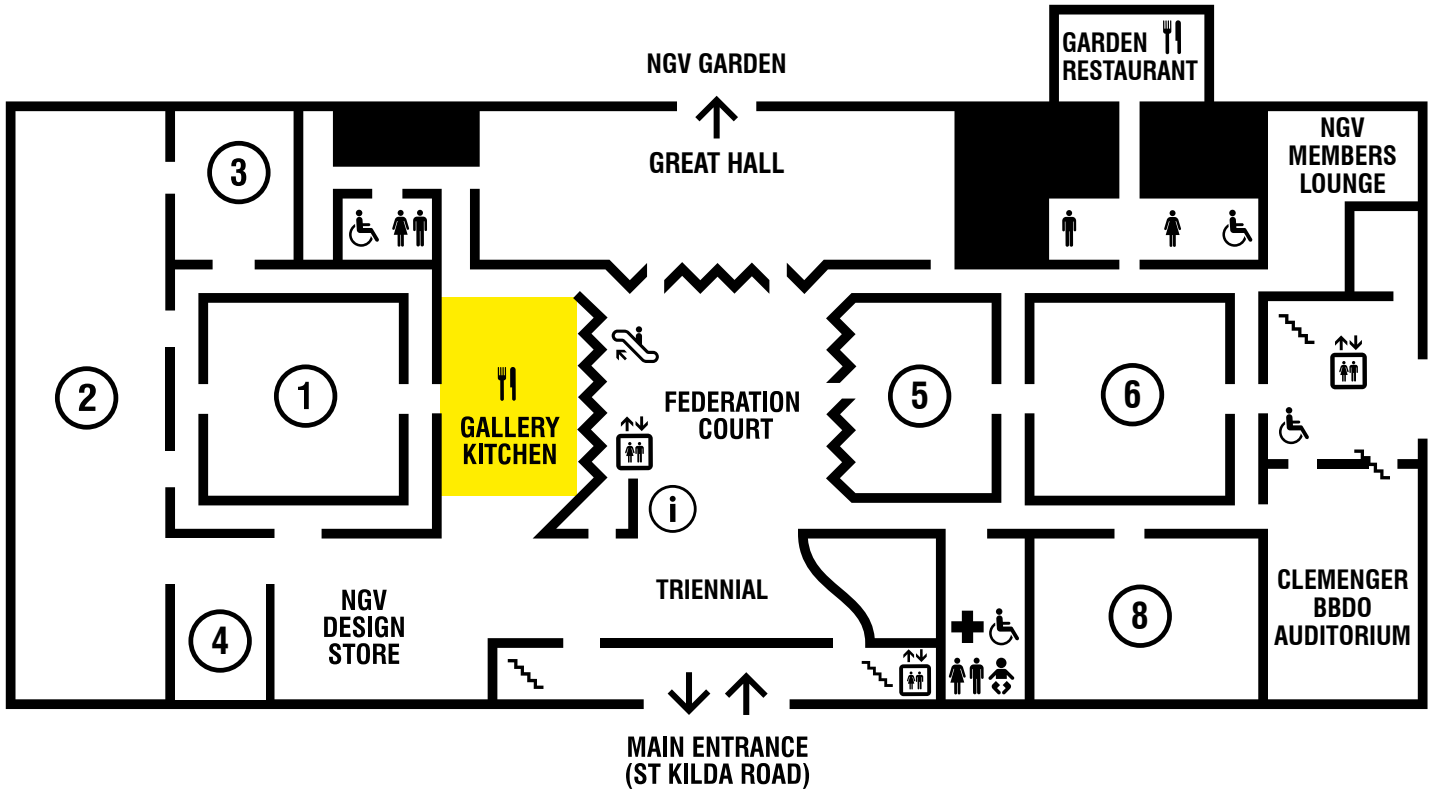 GARDEN
RESTAURANT
NGV GARDEN
GREAT HALL
NGV
MEMBERS
LOUNGE
3
2
1
GALLERY
KITCHEN
FEDERATION
COURT
5
6
i
4
NGV
DESIGN
STORE
TRIENNIAL
8
CLEMENGER
BBDO
AUDITORIUM
MAIN ENTRANCE
(ST KILDA ROAD)